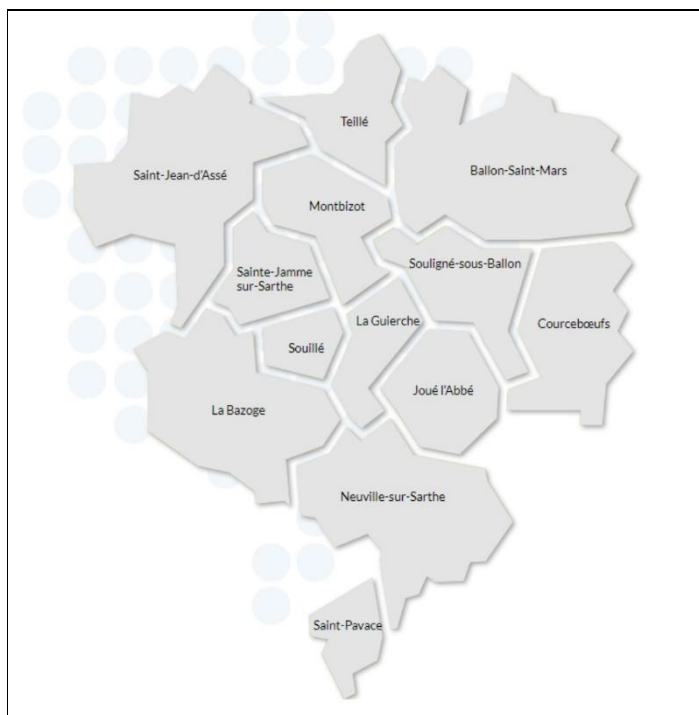 Teillé
Saint-Jean-d'Assé
Ballon-Saint-Mars
Montbizot
Souligné-sous-Ballon
Sainte-Jamme
sur-Sarthe
La Guierche
Courcebœufs
Souillé
Joué l'Abbé
La Bazoge
Neuville-sur-Sarthe
Saint-Pavace